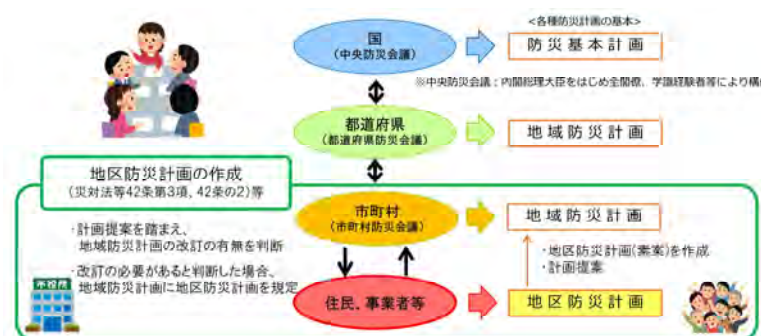 <各種防災計画の基本>
国
(中央防災会議)
防災基本計画
※中央防災会議：内閣総理大臣をはじめ全閣僚、学識経験者等により構
都道府県
(都道府県防災会議)
地域防災計画
地区防災計画の作成
(災対法等42条第3項、42条の2)等
市町村
(市町村防災会議)
地域防災計画
・計画提案を踏まえ、
地域防災計画の改訂の有無を判断
・改訂の必要があると判断した場合、
地域防災計画に地区防災計画を規定
・地区防災計画(素案)を作成
・計画提案
市役所
住民、事業者等
地区防災計画